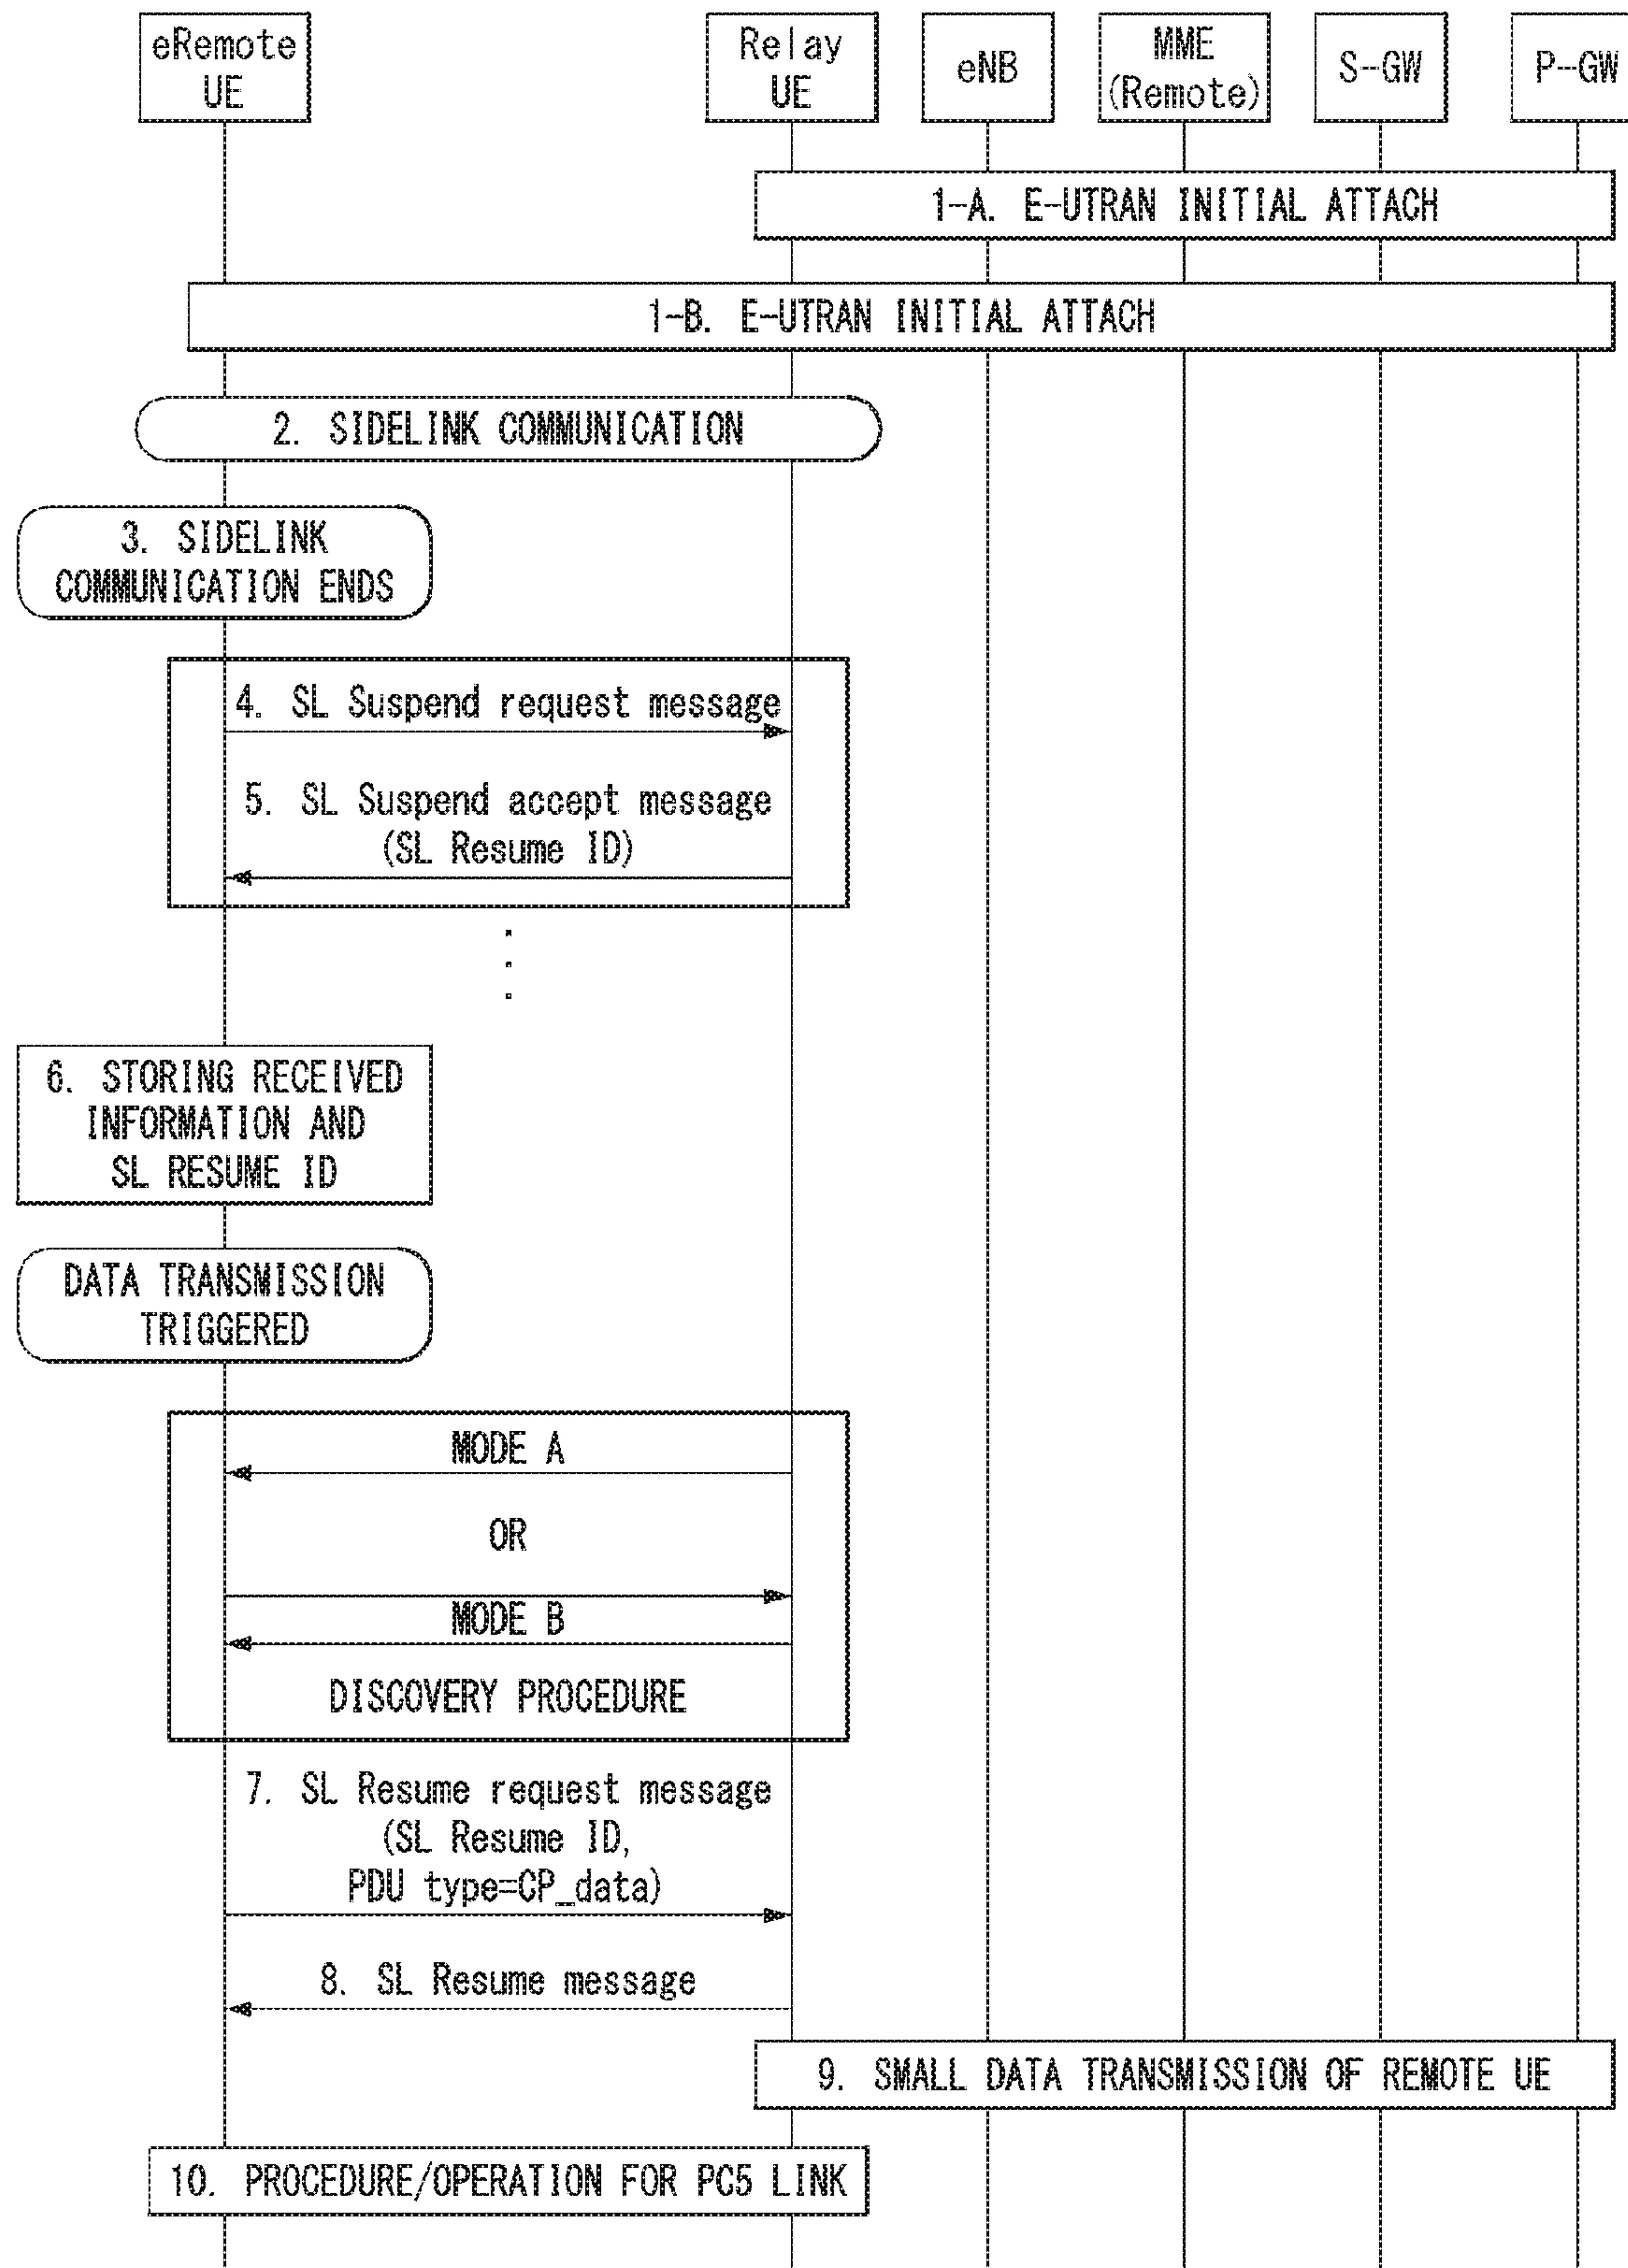 eRemote
UE
Relay
UE
eNB
MME
(Remote)
S-GW
P-GW
1-A. E-UTRAN INITIAL ATTACH
1-B. E-UTRAN INITIAL ATTACH
2. SIDELINK COMMUNICATION
3. SIDELINK
COMMUNICATION ENDS
4. SL Suspend request message
5. SL Suspend accept message
(SL Resume ID)
6. STORING RECEIVED
INFORMATION AND
SL RESUME ID
DATA TRANSMISSION
TRIGGERED
MODE A
OR
MODE B
DISCOVERY PROCEDURE
7. SL Resume request message
(SL Resume ID,
PDU type=CP_data)
8. SL Resume message
9. SMALL DATA TRANSMISSION OF REMOTE UE
10. PROCEDURE/OPERATION FOR PC5 LINK